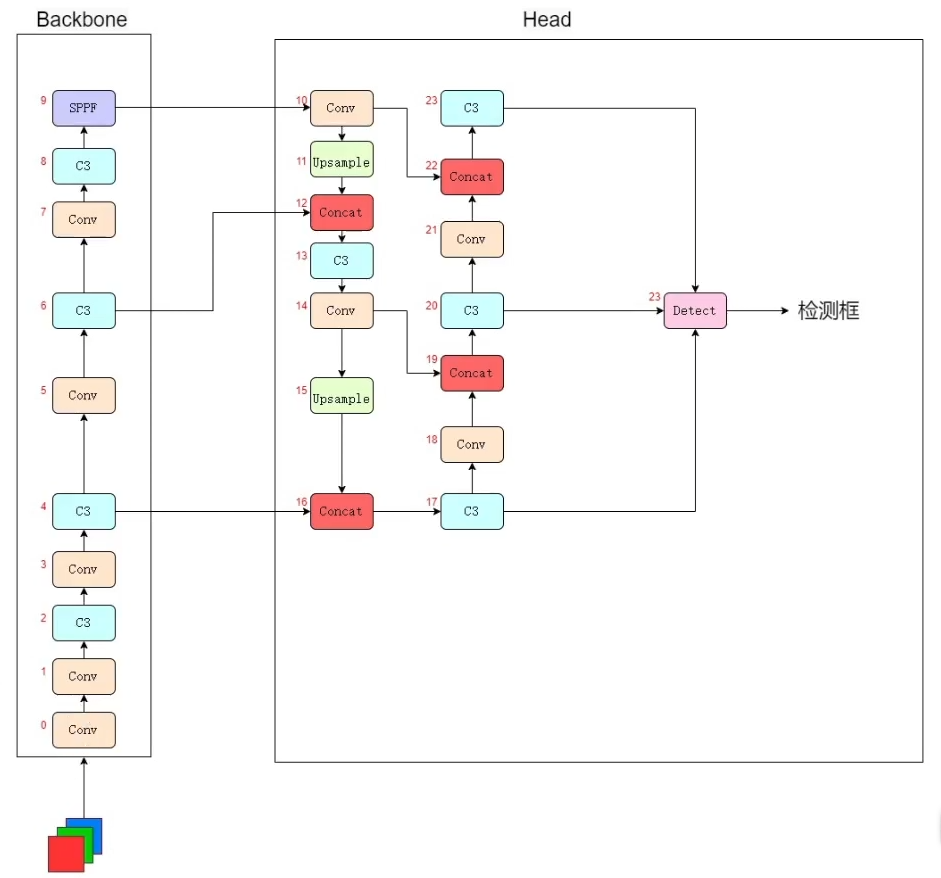 Backbone
Head
9 SPPF
8 C3
7 Conv
6 C3
5 Conv
4 C3
3 Conv
2 C3
1 Conv
0 Conv
10 Conv
11 Upsample
12 Concat
13 C3
14 Conv
15 Upsample
16 Concat
23 C3
22 Concat
21 Conv
20 C3
19 Concat
18 Conv
17 C3
23 Detect
检测框